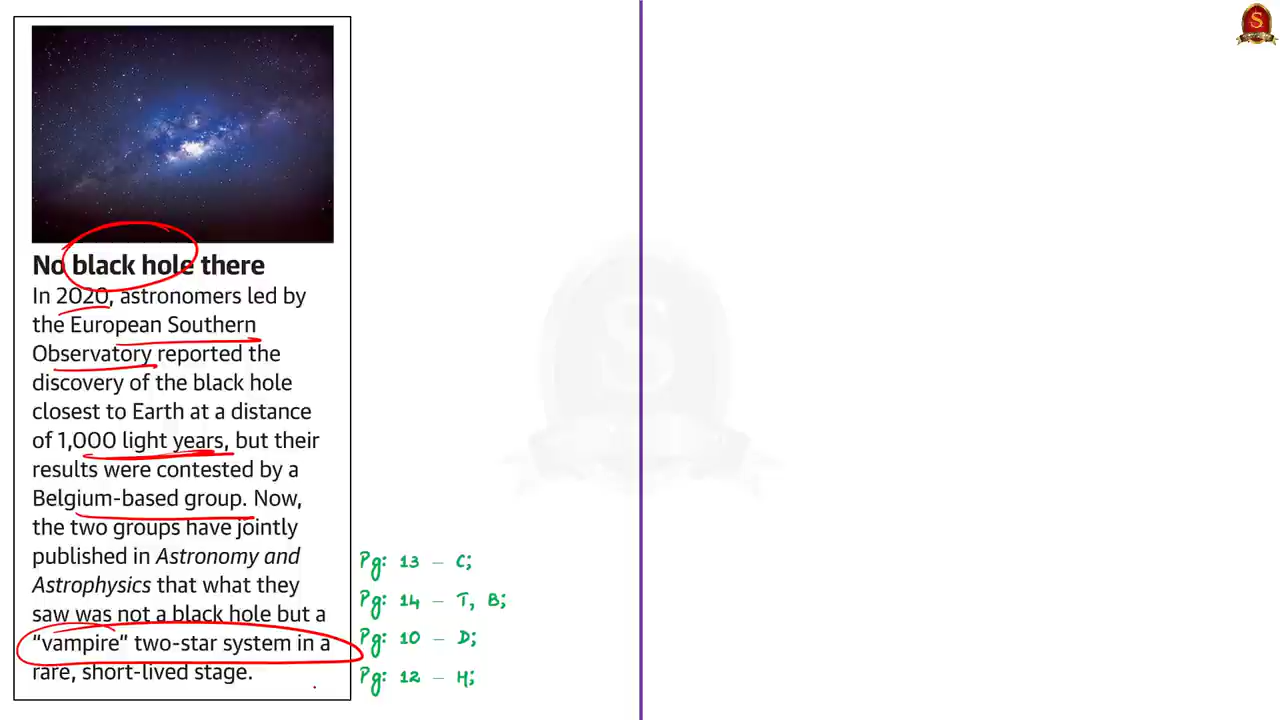 No black hole there
In 2020, astronomers led by
the European Southern
Observatory reported the
discovery of the black hole
closest to Earth at a distance
of 1,000 light years, but their
results were contested by a
Belgium-based group. Now,
the two groups have jointly
published in Astronomy and
Astrophysics that what they
saw was not a black hole but a
“vampire” two-star system in a
rare, short-lived stage.
Pg: 13 – C;
Pg: 14 – T, B;
Pg: 10 – D;
Pg: 12 – H;
S
S